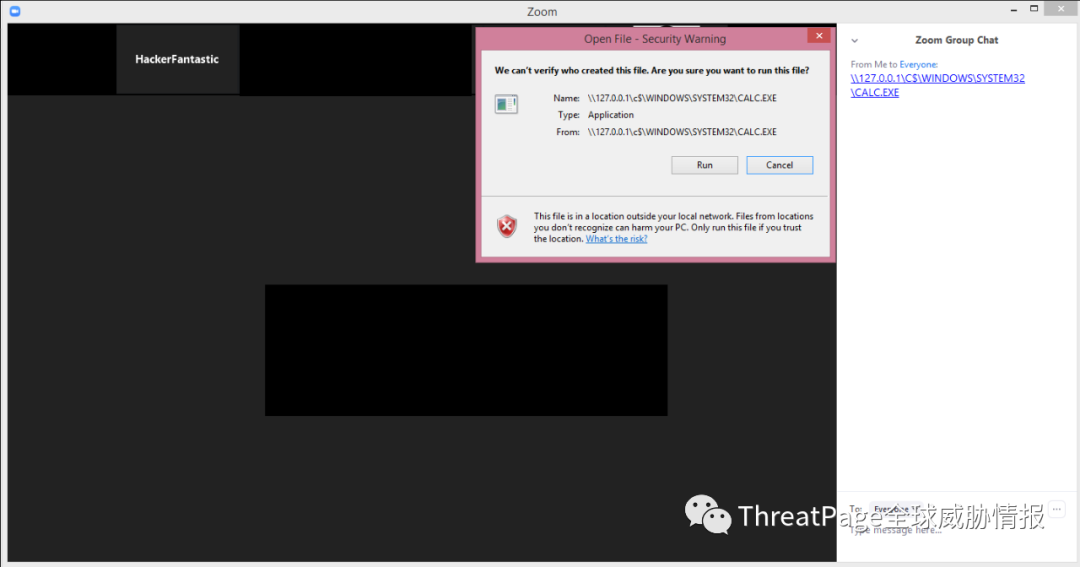 Zoom
HackerFantastic
Open File - Security Warning
We can't verify who created this file. Are you sure you want to run this file?
Name: \\127.0.0.1\c$\WINDOWS\SYSTEM32\CALC.EXE
Type: Application
From: \\127.0.0.1\c$\WINDOWS\SYSTEM32\CALC.EXE
Run
Cancel
This file is in a location outside your local network. Files from locations
you don't recognize can harm your PC. Only run this file if you trust
the location. What's the risk?
Zoom Group Chat
From Me to Everyone:
\\127.0.0.1\C$\WINDOWS\SYSTEM32
\CALC.EXE
To: Everyone
Type message here...
ThreatPage全球威胁情报